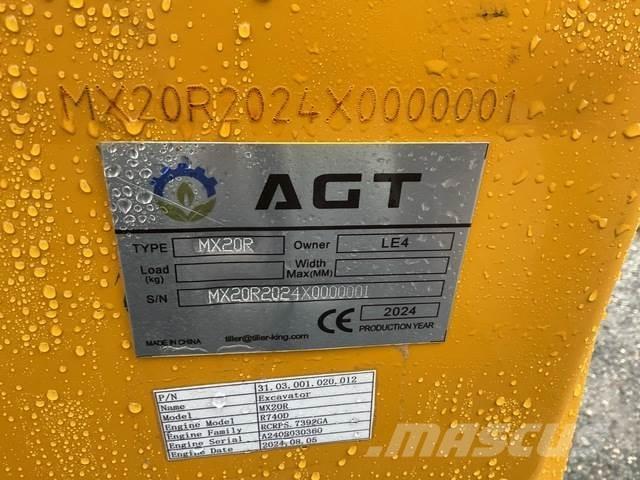 MX20R2024X0000001
AGT
TYPE MX20R Owner LE4
Load (kg) Width Max(MM)
S/N MX20R2024X0000001
CE 2024
MADE IN CHINA tiller@tiller-king.com PRODUCTION YEAR
P/N 31.03.001.020.012
Name Excavator
Model MX20R
Engine Model R740D
Engine Family RCRPS.7392GA
Engine Serial A240B030360
Engine Date 2024.08.05
MASCUS